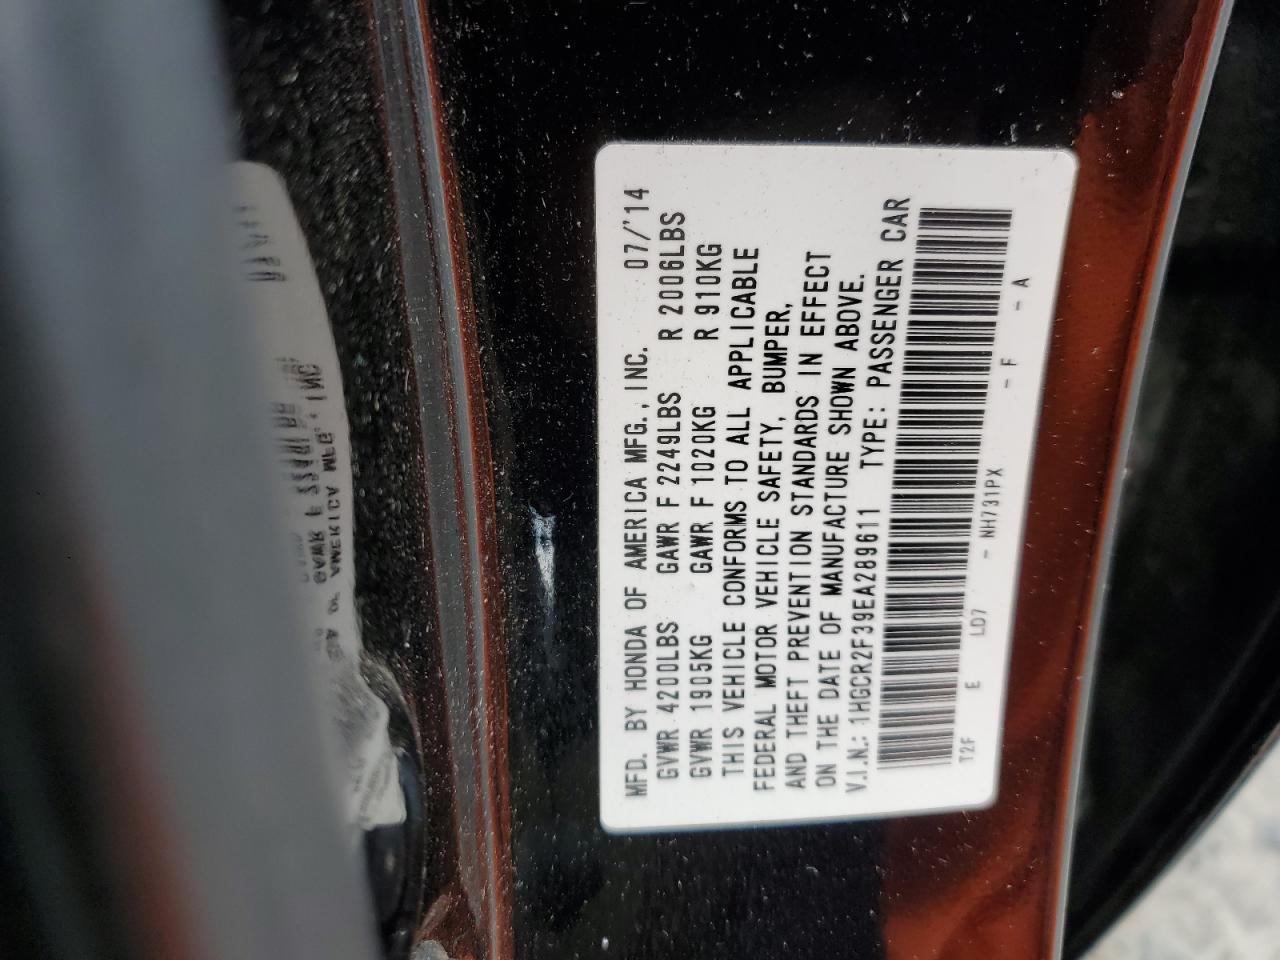 MFD. BY HONDA OF AMERICA MFG., INC. 07/'14
GVWR 4200LBS GAWR F 2249LBS R 2006LBS
GVWR 1905KG GAWR F 1020KG R 910KG
THIS VEHICLE CONFORMS TO ALL APPLICABLE
FEDERAL MOTOR VEHICLE SAFETY, BUMPER,
AND THEFT PREVENTION STANDARDS IN EFFECT
ON THE DATE OF MANUFACTURE SHOWN ABOVE.
V.I.N.: 1HGCR2F39EA289611 TYPE: PASSENGER CAR
T2F E LD7 - NH731PX - F - A